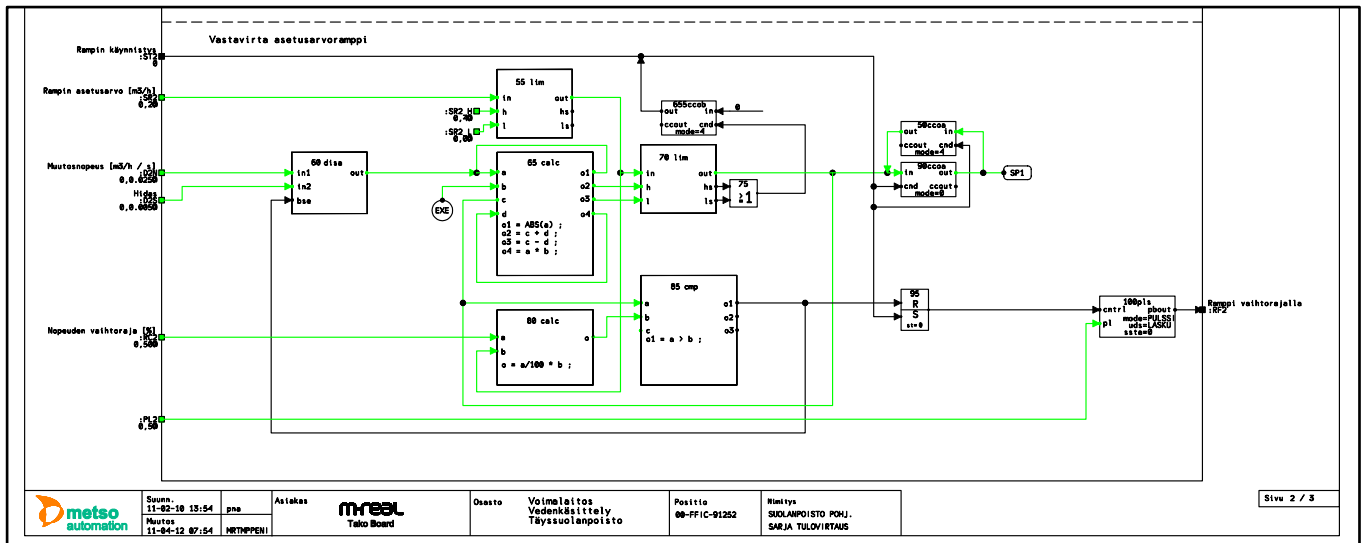 Vastavirta asetusarvoramppi
Rampin käynnistys
:ST2
0
Rampin asetusarvo [m3/h]
:SR2
0,20
:SR2_H
0,40
:SR2_L
0,00
55 lim
in out
h hs
l ls
655ccob
out in
ccout cnd
mode=4
0
50ccoa
out in
ccout cnd
mode=4
Muutosnopeus [m3/h / s]
:D2N
0,0.0250
Hidas
:D2S
0,0.0050
60 disa
in1 out
in2
bse
EXE
65 calc
a o1
b o2
c o3
d o4
o1 = ABS(a) ;
o2 = c + d ;
o3 = c - d ;
o4 = a * b ;
70 lim
in out
h hs
l ls
75
≥1
90ccoa
in out
cnd ccout
mode=0
SP1
Nopeuden vaihtoraja [%]
:RC2
0,500
80 calc
a o
b
o = a/100 * b ;
85 cmp
a o1
b o2
c o3
o1 = a > b ;
95
R
S
st=0
100pls
cntrl pbout
mode=PULSSI
pl uds=LASKU
ssta=0
Ramppi vaihtorajalla
:RF2
:PL2
0,50
metso
automation
Suunn.
11-02-10 13:54 pna
Muutos
11-04-12 07:54 MRTMPPENI
Asiakas
m-real
Tako Board
Osasto
Voimalaitos
Vedenkäsittely
Täyssuolanpoisto
Positio
00-FFIC-91252
Nimitys
SUOLANPOISTO POHJ.
SARJA TULOVIRTAUS
Sivu 2 / 3